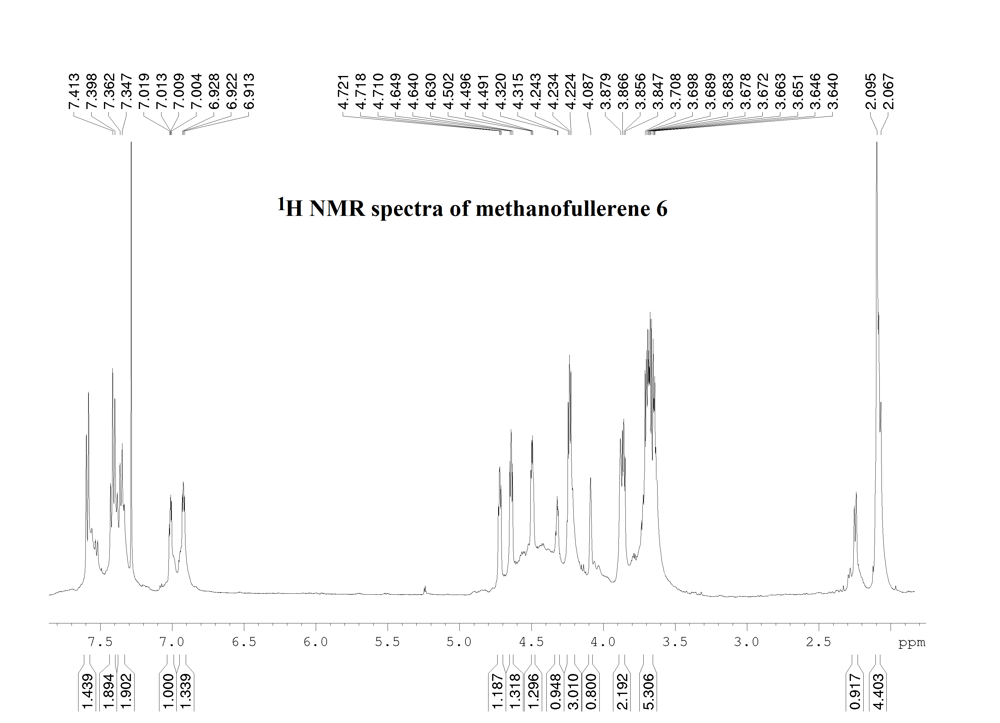 7.413 7.398 7.362 7.347 7.019 7.013 7.009 7.004 6.928 6.922 6.913 4.721 4.718 4.710 4.649 4.640 4.630 4.502 4.496 4.491 4.320 4.315 4.243 4.234 4.224 4.087 3.879 3.866 3.856 3.847 3.708 3.698 3.689 3.683 3.678 3.672 3.663 3.651 3.646 3.640 2.095 2.067
¹H NMR spectra of methanofullerene 6
7.5 7.0 6.5 6.0 5.5 5.0 4.5 4.0 3.5 3.0 2.5 ppm
1.439 1.894 1.902 1.000 1.339 1.187 1.318 1.296 0.948 3.010 0.800 2.192 5.306 0.917 4.403